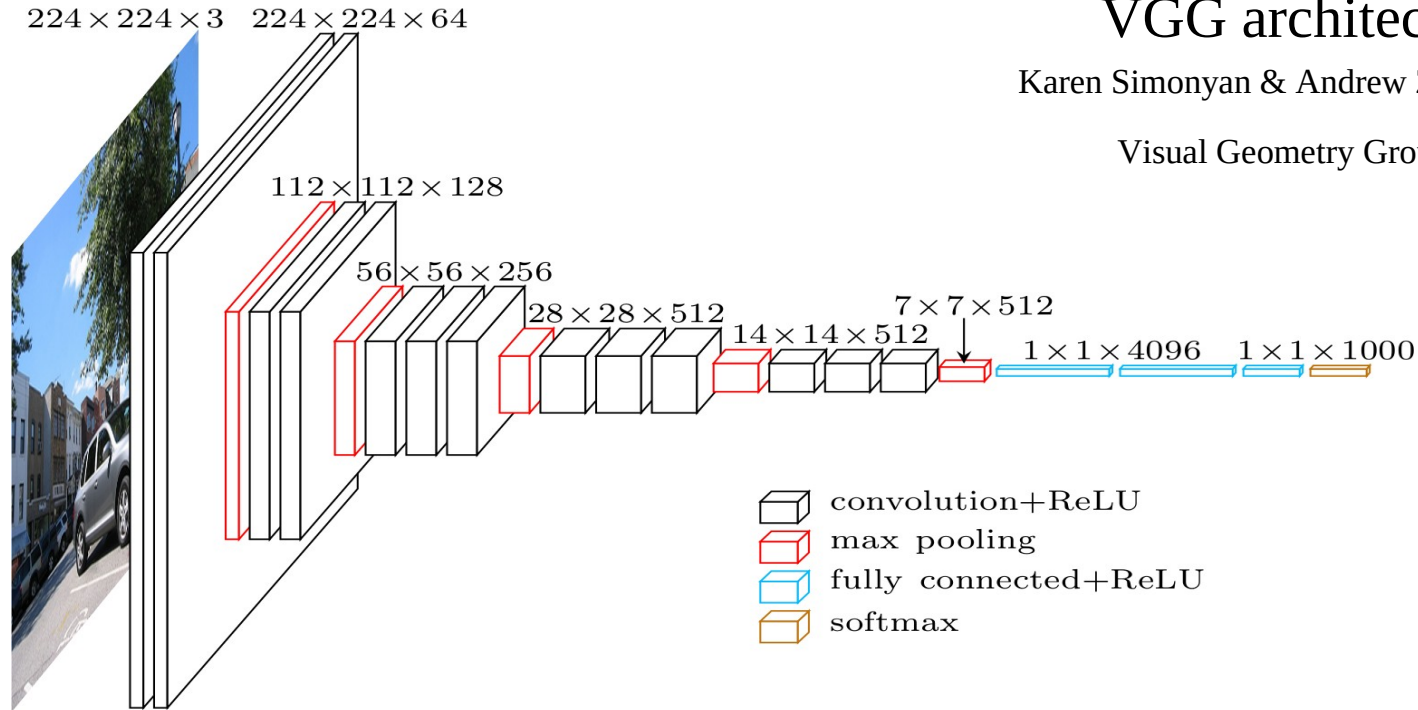 224×224×3
224×224×64
VGG architec
Karen Simonyan & Andrew
Visual Geometry Grou
112×112×128
56×56×256
28×28×512
14×14×512
7×7×512
1×1×4096
1×1×1000
convolution+ReLU
max pooling
fully connected+ReLU
softmax